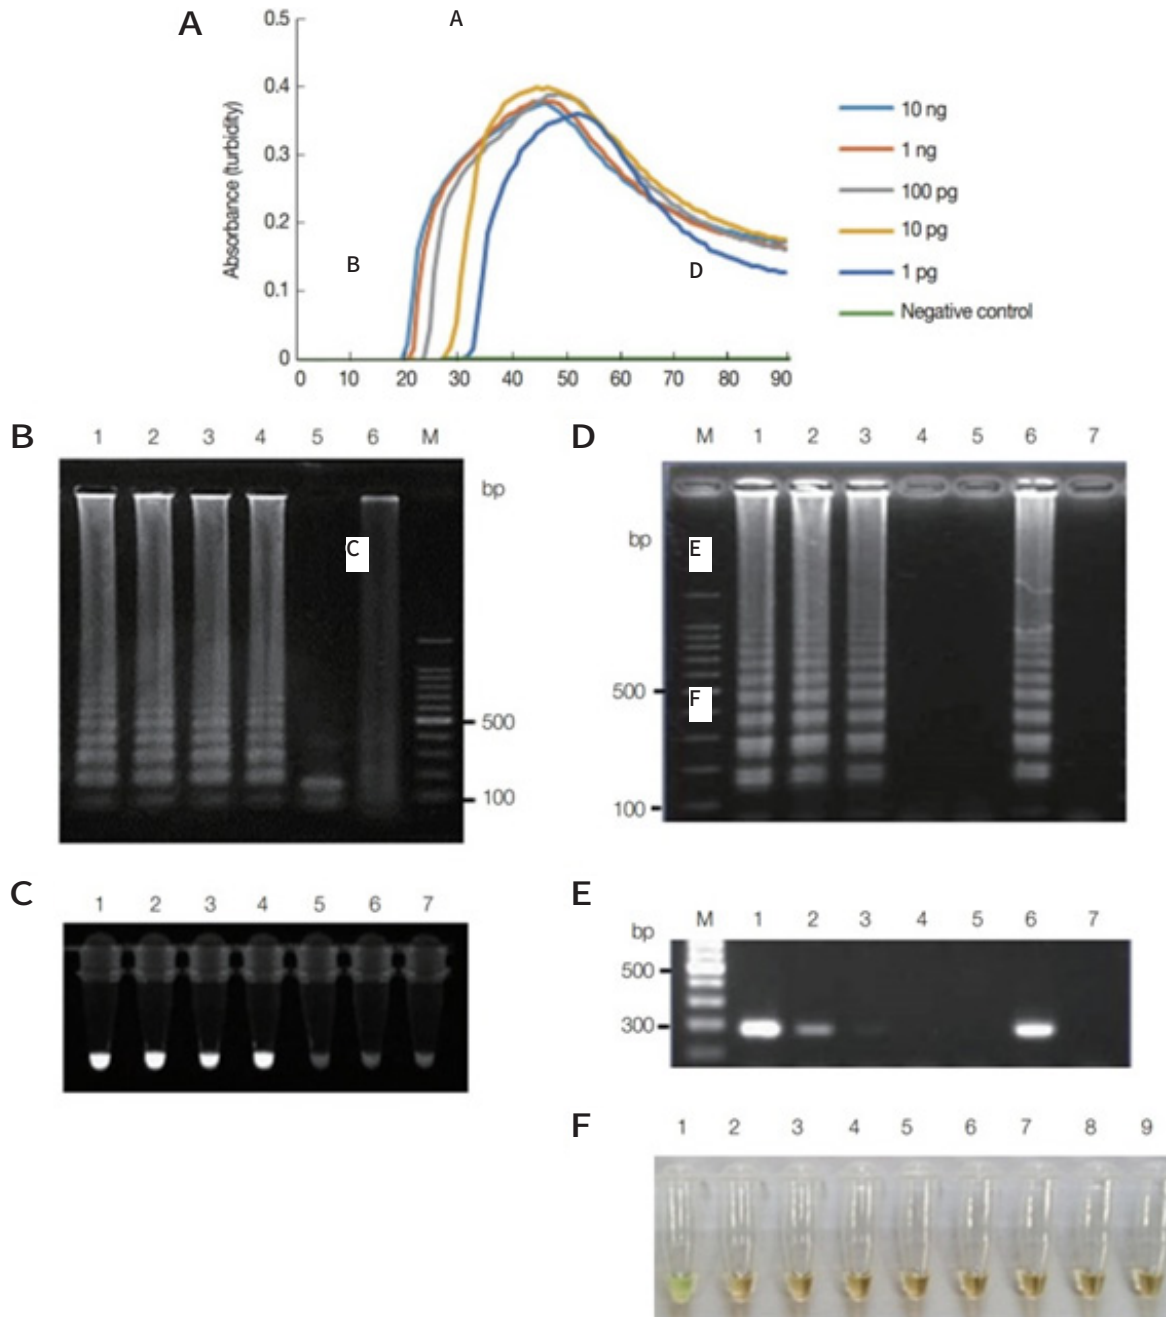 A
A
0.5
0.4
0.3
0.2
0.1
0
Absorbance (turbidity)
B
D
0 10 20 30 40 50 60 70 80 90
10 ng
1 ng
100 pg
10 pg
1 pg
Negative control
B
1 2 3 4 5 6 M
bp
C
500
100
D
M 1 2 3 4 5 6 7
bp
E
500
F
100
C
1 2 3 4 5 6 7
E
M 1 2 3 4 5 6 7
bp
500
300
F
1 2 3 4 5 6 7 8 9